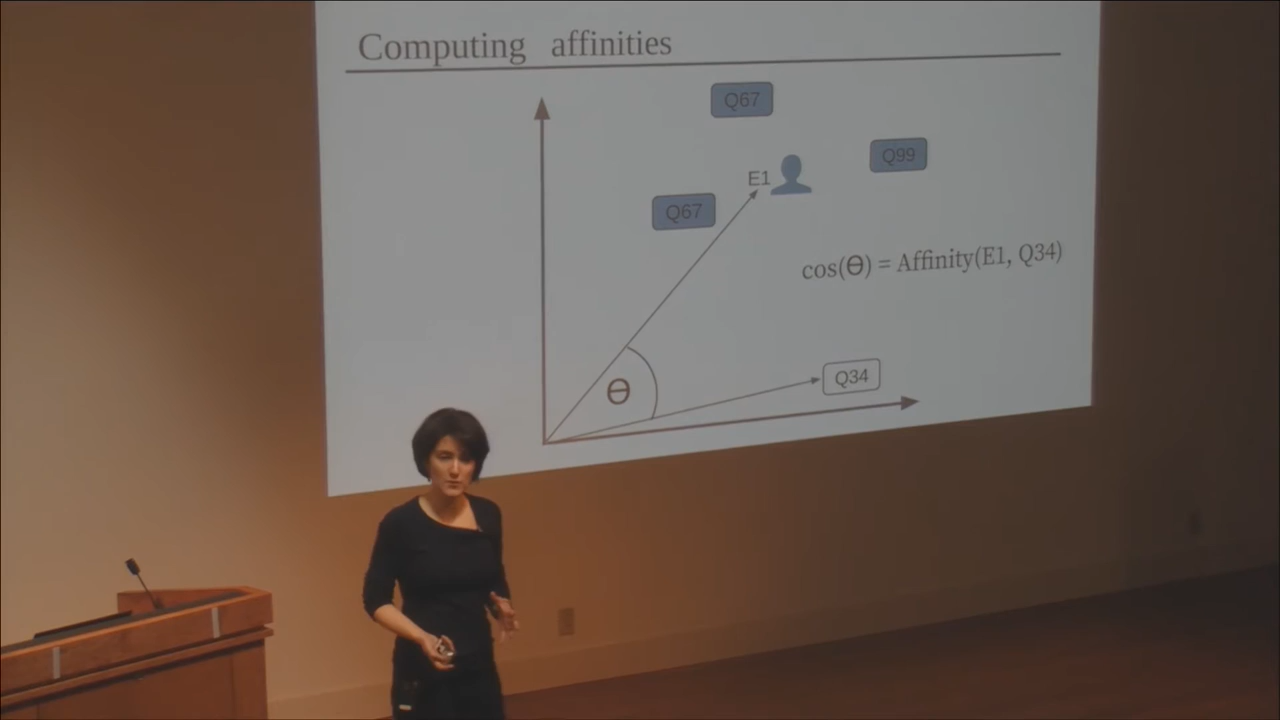 Computing affinities
Q67
Q99
E1
Q67
cos(Θ) = Affinity(E1, Q34)
Θ
Q34